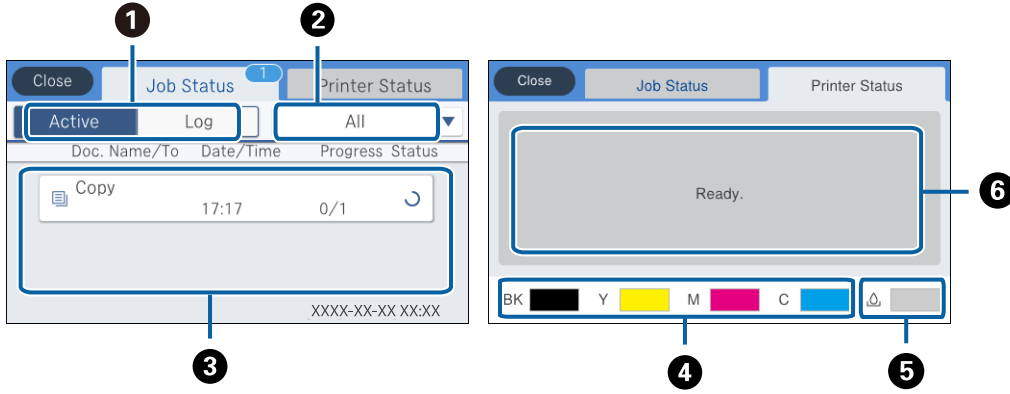 1 2
Close Job Status 1 Printer Status
Active Log All
Doc. Name/To Date/Time Progress Status
Copy
17:17 0/1
XXXX-XX-XX XX:XX
3
Close Job Status Printer Status
Ready.
6
BK Y M C
4 5